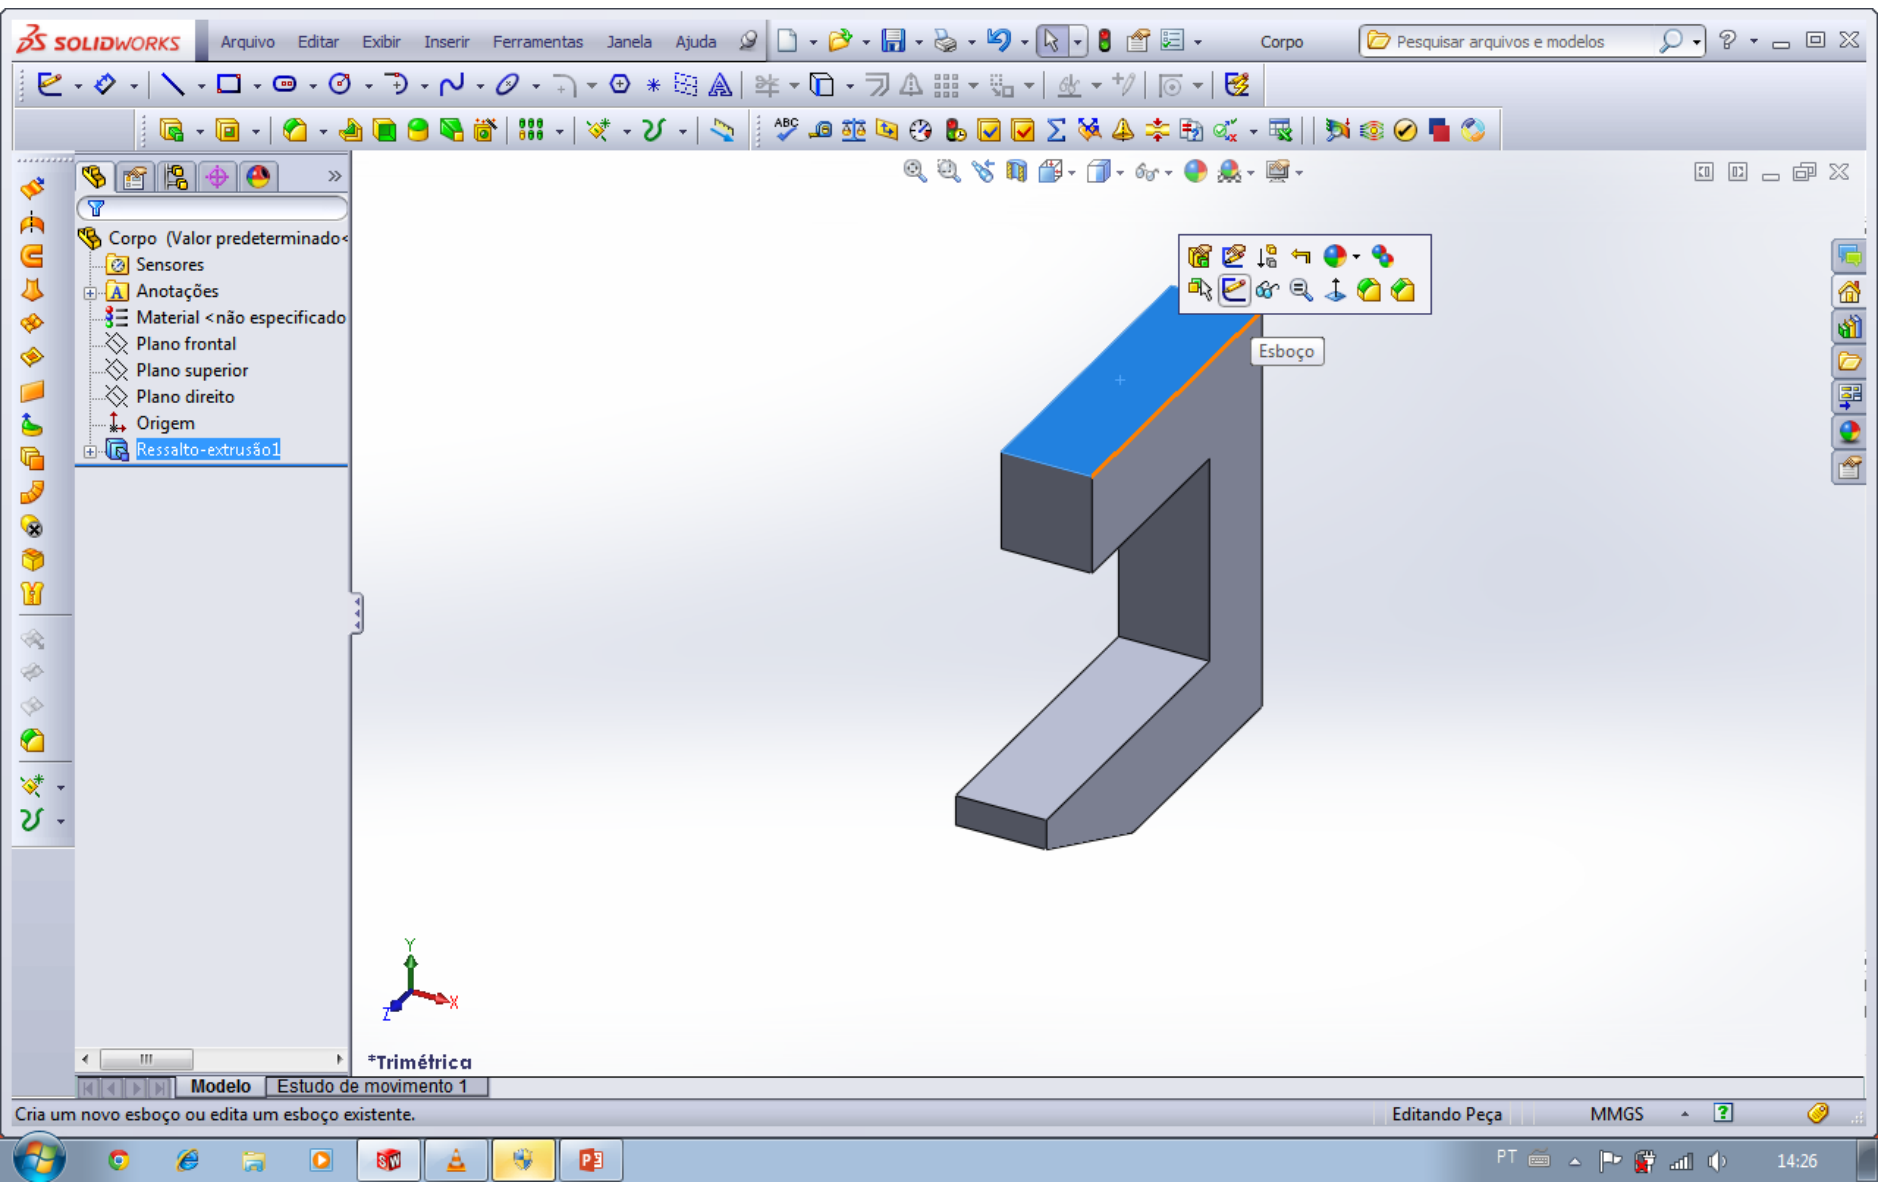 SOLIDWORKS Arquivo Editar Exibir Inserir Ferramentas Janela Ajuda Corpo Pesquisar arquivos e modelos
ABC
Corpo (Valor predeterminado<
Sensores
Anotações
Material <não especificado
Plano frontal
Plano superior
Plano direito
Origem
Ressalto-extrusão1
Esboço
Y
X
Z
*Trimétrica
Modelo Estudo de movimento 1
Cria um novo esboço ou edita um esboço existente. Editando Peça MMGS
PT 14:26